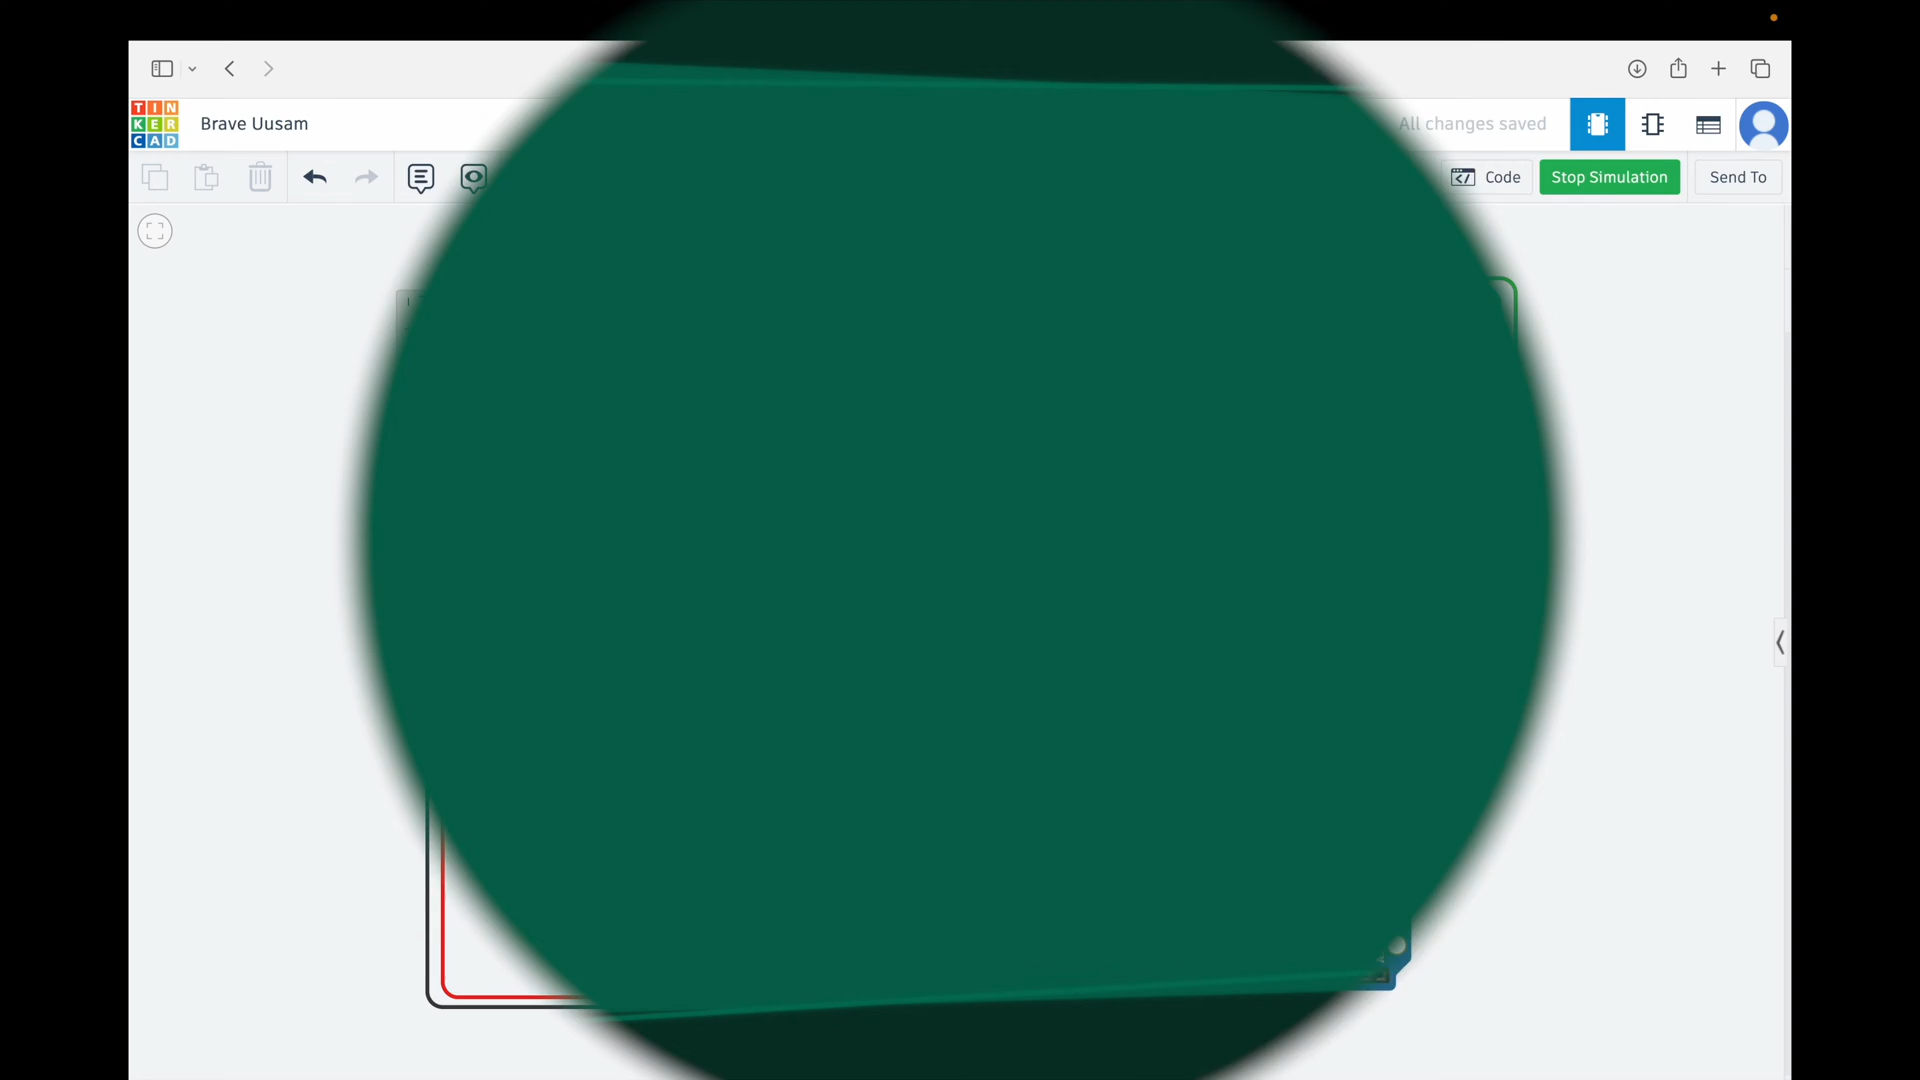 TIN
KER
CAD
Brave Uusam
All changes saved
Code
Stop Simulation
Send To